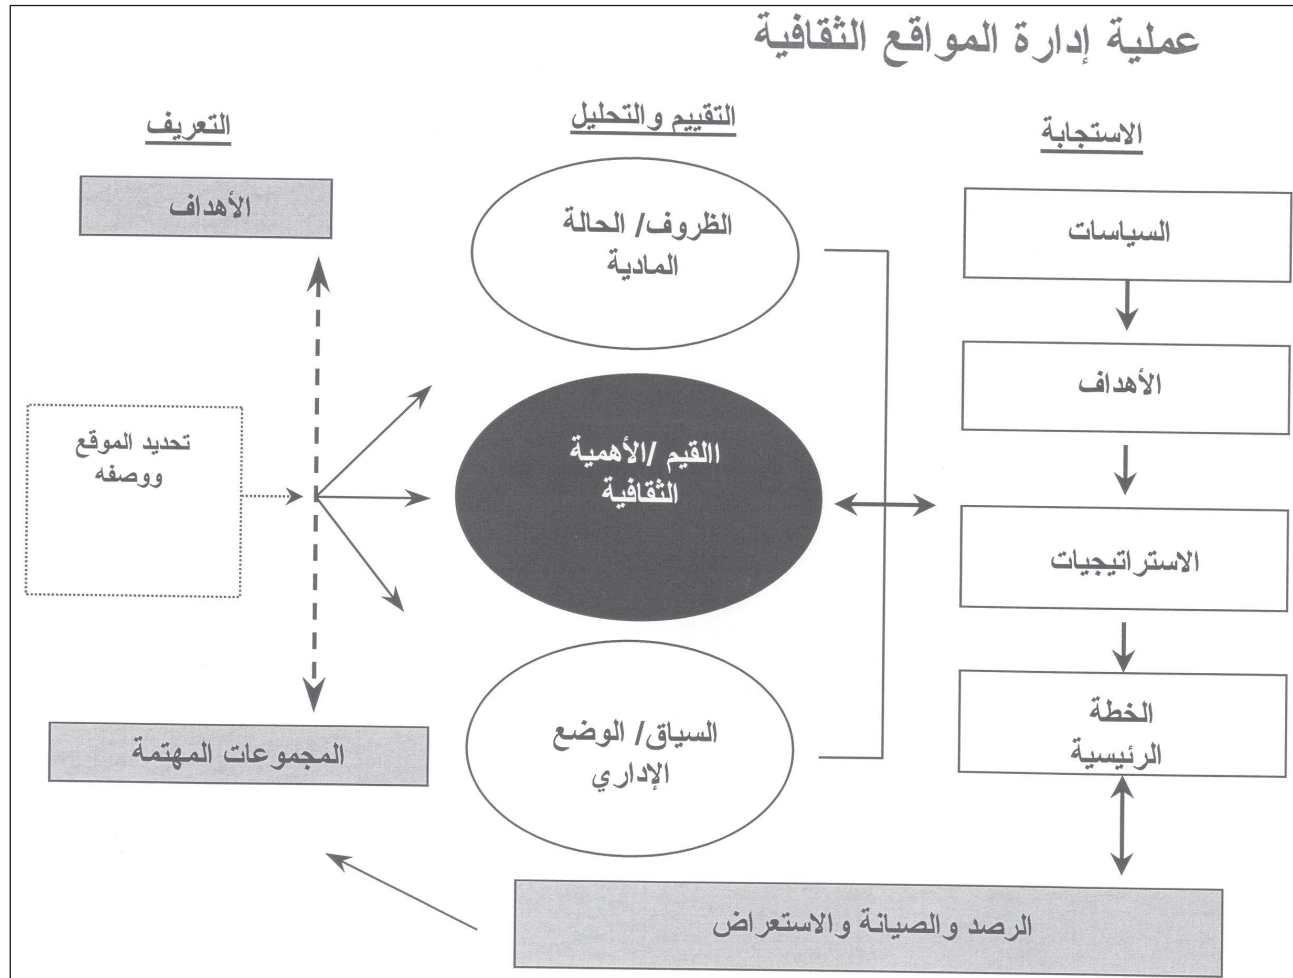 عملية إدارة المواقع الثقافية
التعريف
التقييم والتحليل
الاستجابة
الأهداف
تحديد الموقع
ووصفه
المجموعات المهتمة
الظروف/ الحالة
المادية
االقيم /الأهمية
الثقافية
السياق/ الوضع
الإداري
السياسات
الأهداف
الاستراتيجيات
الخطة
الرئيسية
الرصد والصيانة والاستعراض